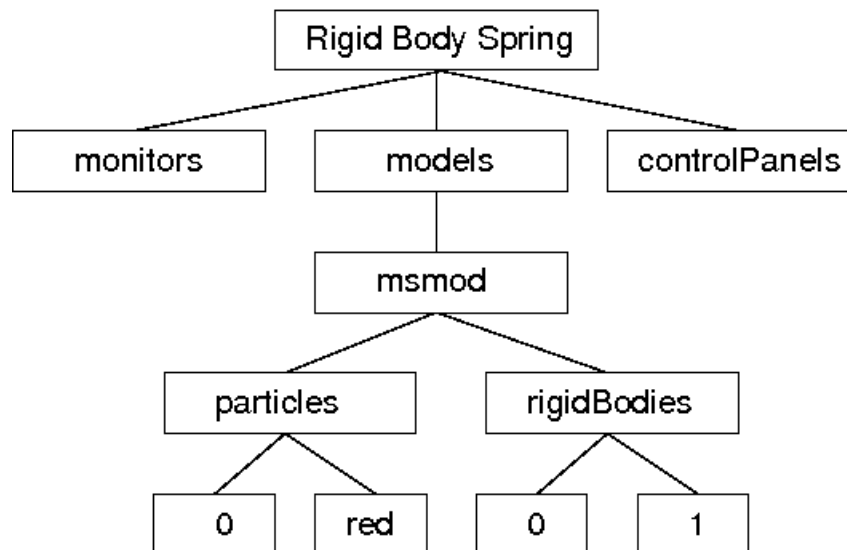 Rigid Body Spring
monitors
models
controlPanels
msmod
particles
rigidBodies
0
red
0
1